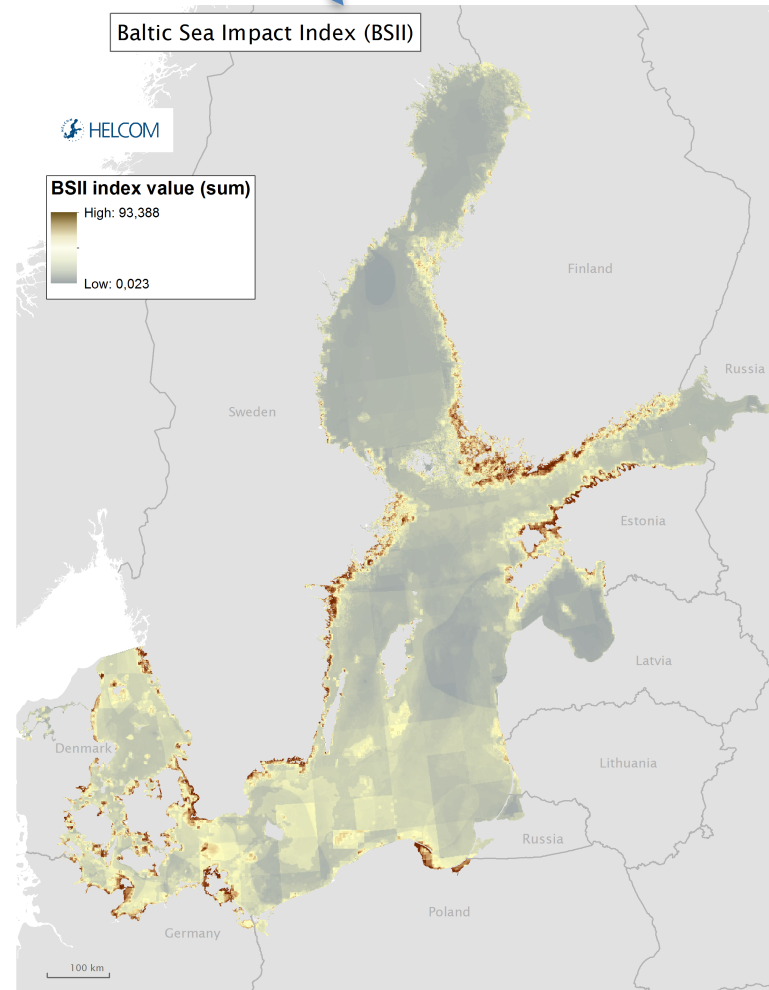 Baltic Sea Impact Index (BSII)
HELCOM
BSII index value (sum)
High: 93,388
Low: 0,023
Finland
Russia
Sweden
Estonia
Latvia
Denmark
Lithuania
Russia
Poland
Germany
100 km